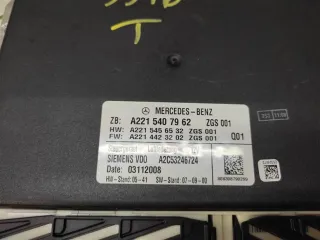 T
MERCEDES-BENZ
ZB: A221 540 79 62 ZGS 001
HW: A221 545 65 32 ZGS 001
FW: A221 442 32 02 ZGS 001 Q01
SIEMENS VDO A2C53246724
Date: 03112008
HW-Stand: 05-41 SW-Stand: 07-09-00